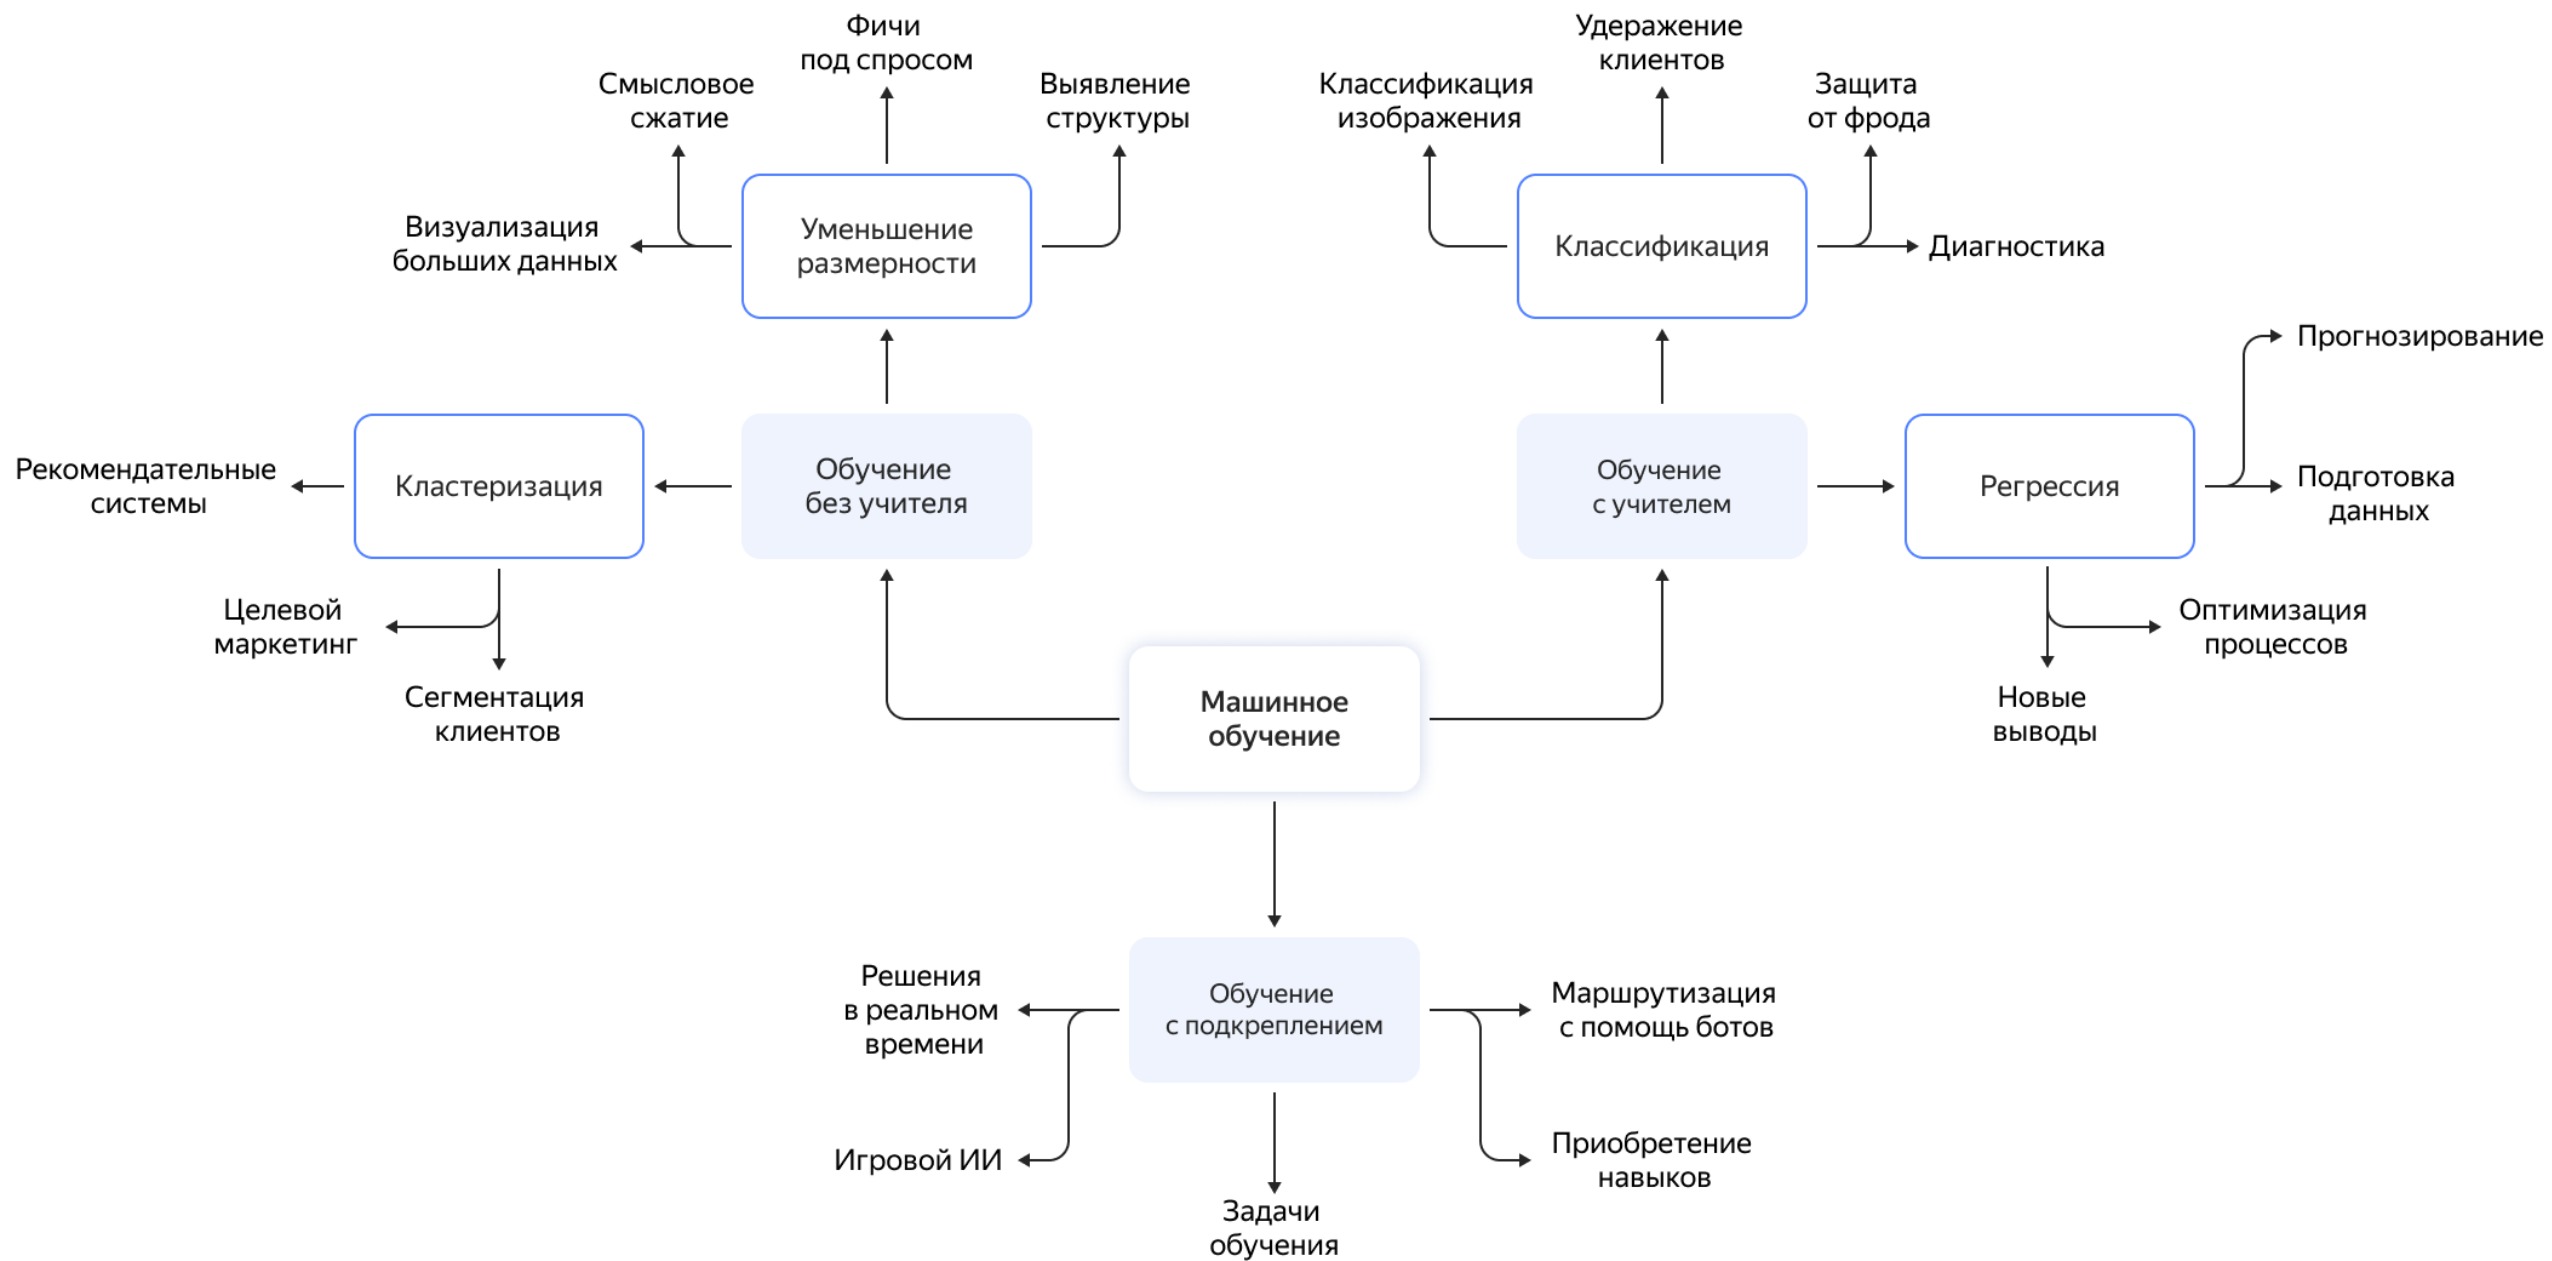 Фичи
под спросом
Смысловое
сжатие
Выявление
структуры
Визуализация
больших данных
Уменьшение
размерности
Удеражение
клиентов
Классификация
изображения
Защита
от фрода
Классификация
Диагностика
Прогнозирование
Рекомендательные
системы
Кластеризация
Обучение
без учителя
Обучение
с учителем
Регрессия
Подготовка
данных
Целевой
маркетинг
Сегментация
клиентов
Оптимизация
процессов
Новые
выводы
Машинное
обучение
Решения
в реальном
времени
Обучение
с подкреплением
Маршрутизация
с помощь ботов
Игровой ИИ
Приобретение
навыков
Задачи
обучения